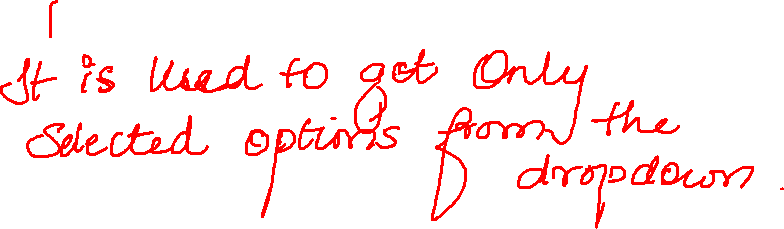 It is used to get Only
Selected options from the
dropdown.